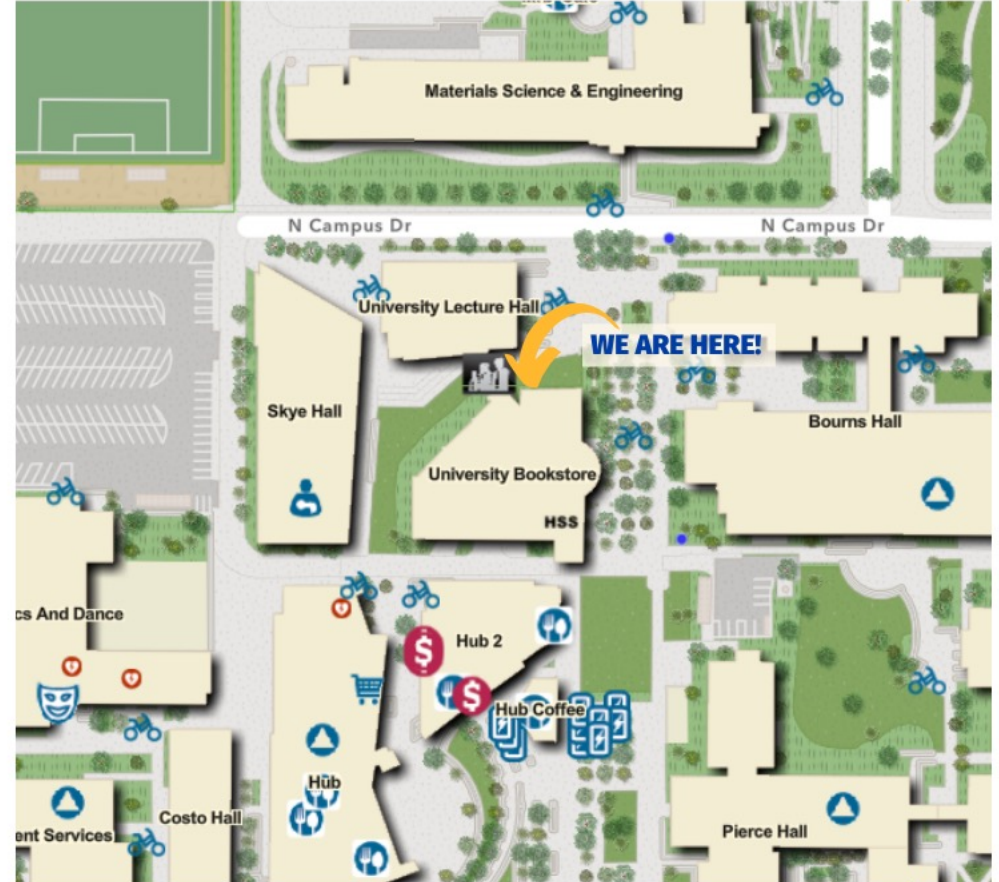 Materials Science & Engineering
N Campus Dr
N Campus Dr
University Lecture Hall
WE ARE HERE!
Skye Hall
Bourns Hall
University Bookstore
HSS
cs And Dance
Hub 2
$
$
Hub Coffee
Hub
Costo Hall
ent Services
Pierce Hall